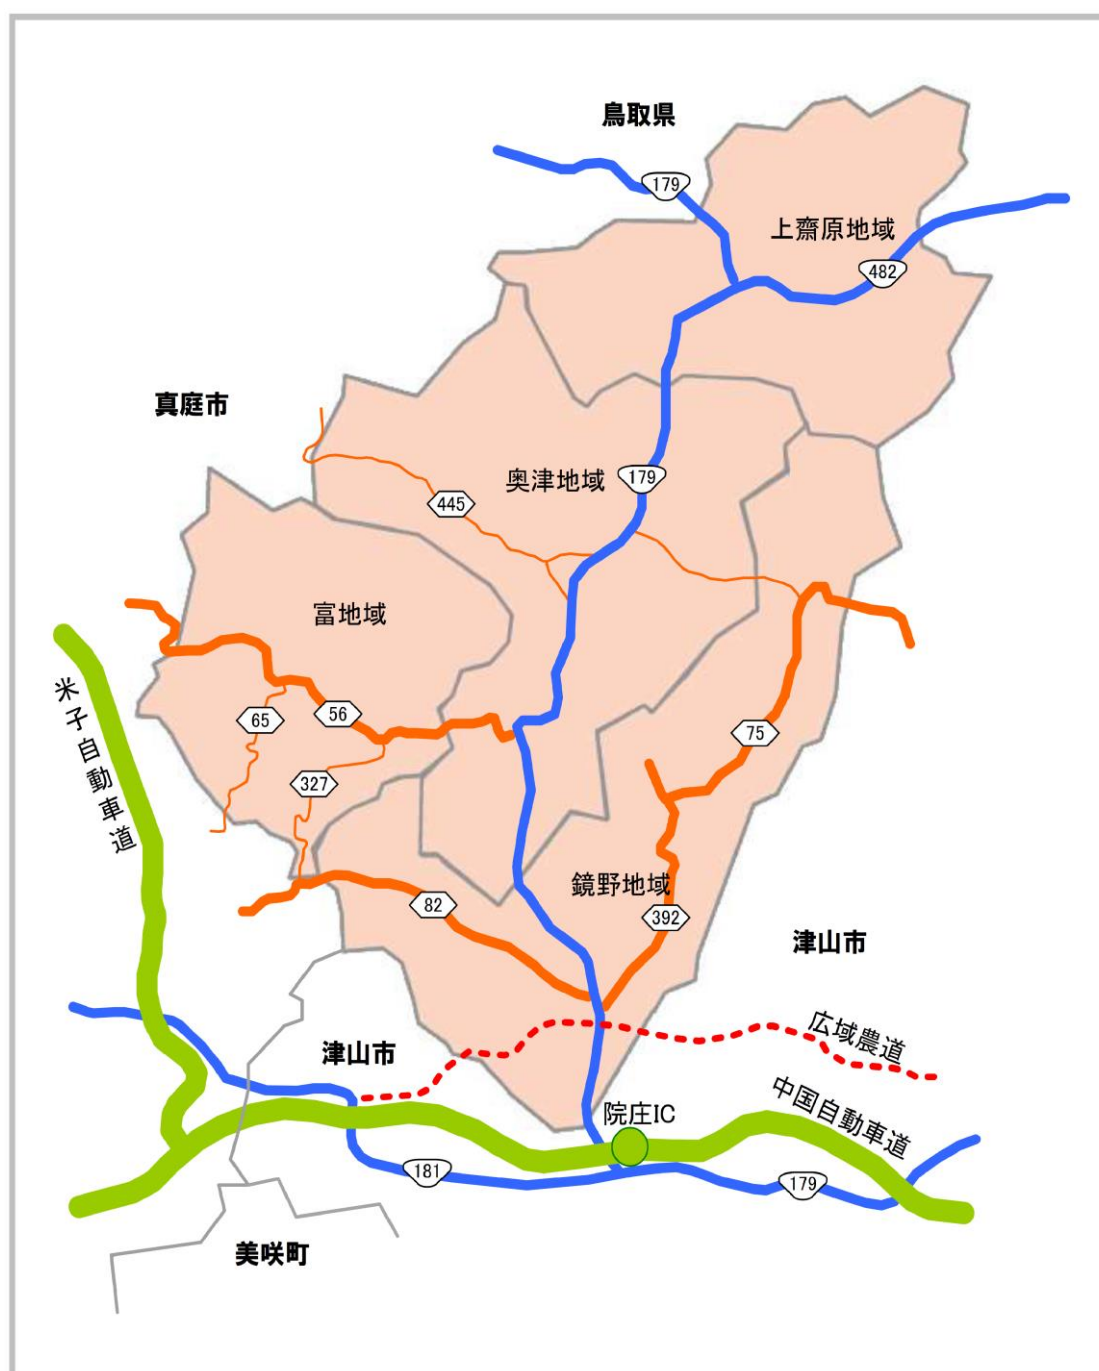 鳥取県
179
上齋原地域
482
真庭市
奥津地域
179
445
富地域
米子自動車道
65
56
75
327
鏡野地域
82
392
津山市
広域農道
津山市
中国自動車道
院庄IC
181
179
美咲町